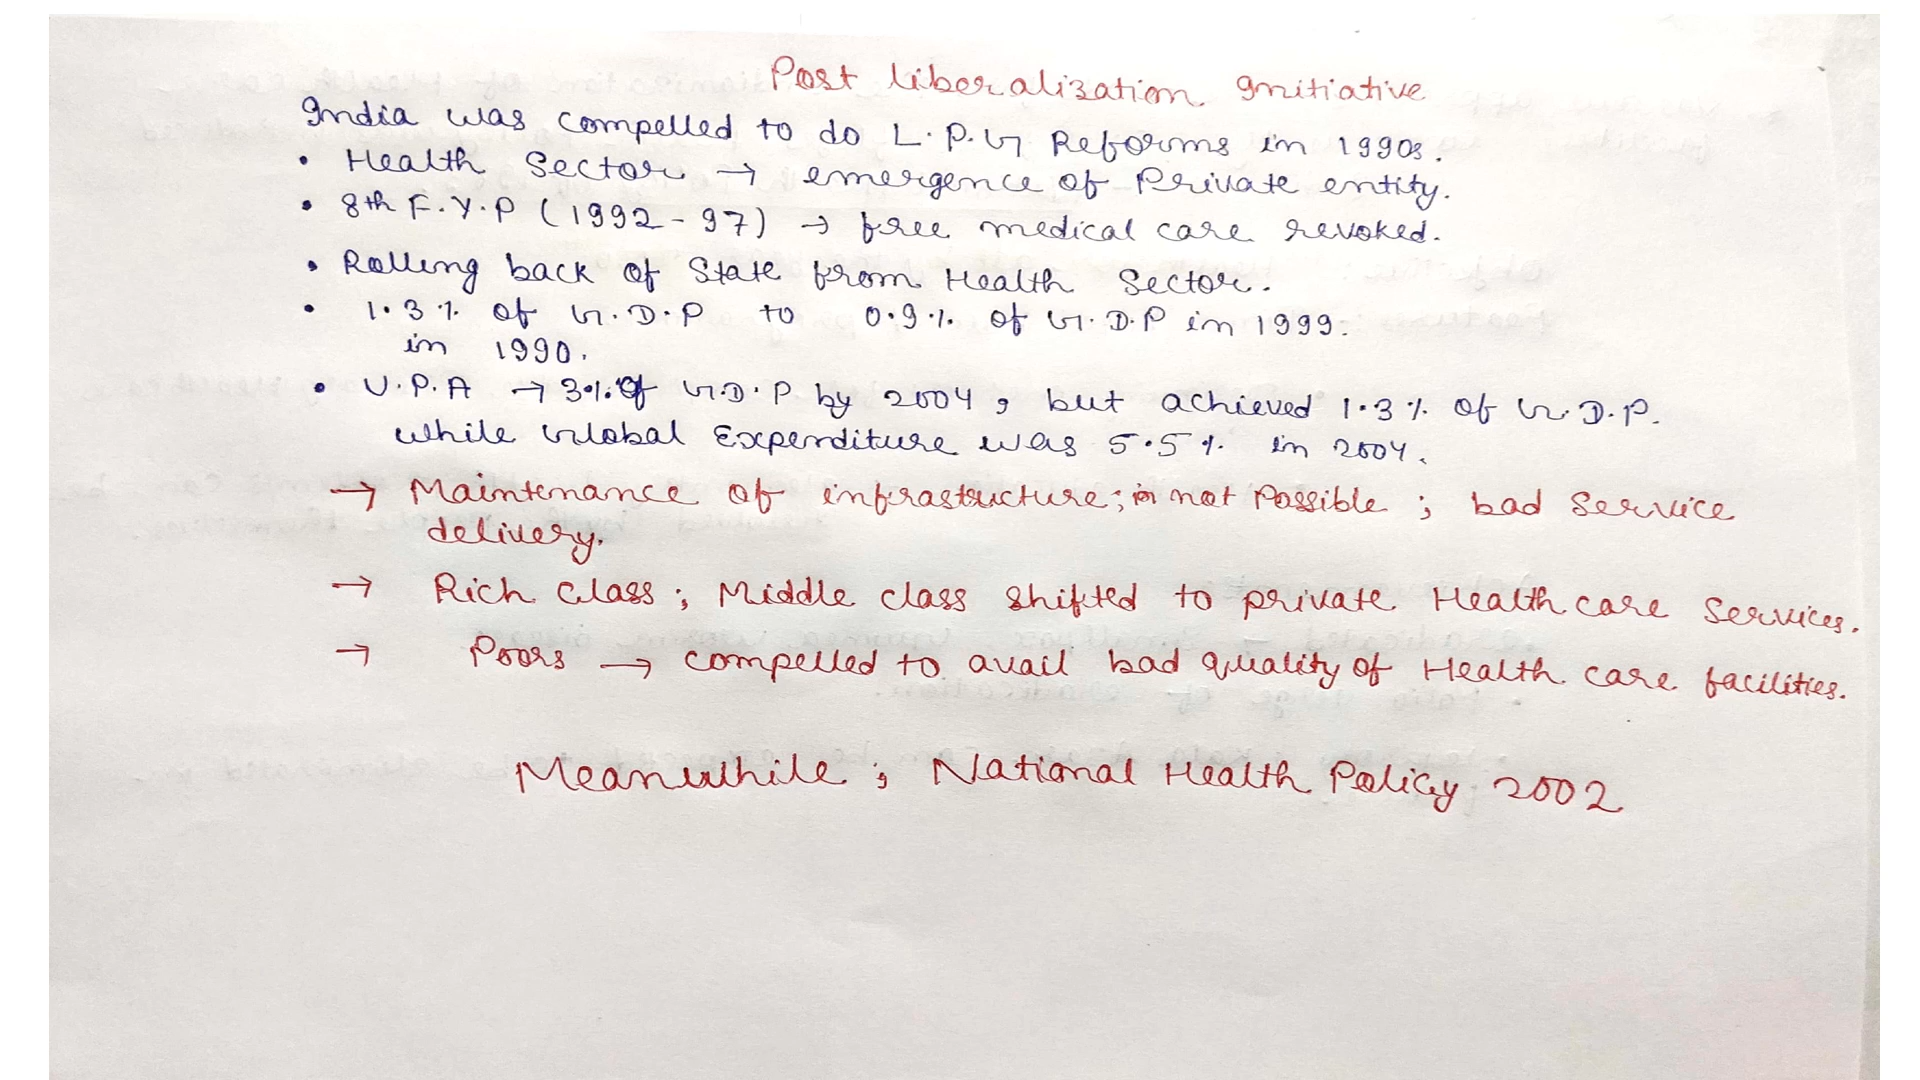 Post liberalization Initiative
India was compelled to do L.P.G Reforms in 1990s.
• Health Sector → emergence of Private entity.
• 8th F.Y.P (1992-97) → free medical care revoked.
• Rolling back of State from Health Sector.
• 1.3% of G.D.P to 0.9% of G.D.P in 1999.
in 1990.
• U.P.A → 3% of G.D.P by 2004, but achieved 1.3% of G.D.P.
while Global Expenditure was 5.5% in 2004.
→ Maintenance of infrastructure; is not Possible; bad Service
delivery.
→ Rich Class; Middle class shifted to private Health care Services.
→ Poors → compelled to avail bad quality of Health care facilities.
Meanwhile; National Health Policy 2002